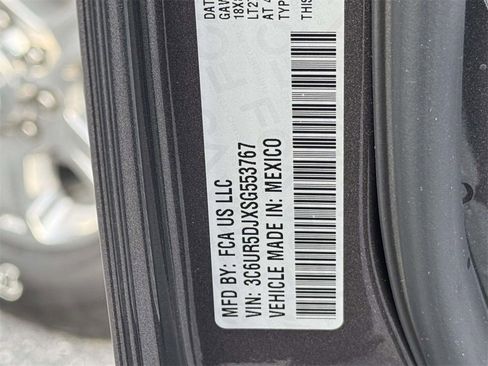 MFD BY: FCA US LLC
VIN: 3C6UR5DJXSG553767
VEHICLE MADE IN: MEXICO